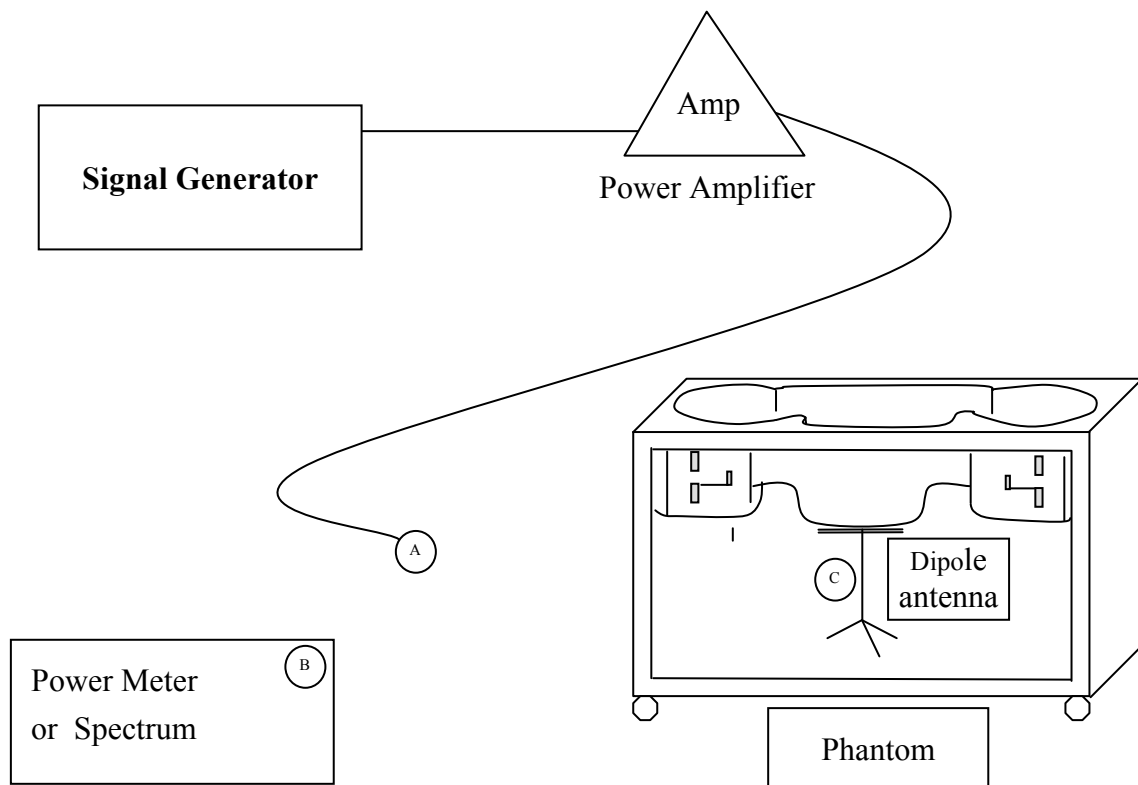 Amp
Signal Generator
Power Amplifier
A
C
Dipole
antenna
B
Power Meter
or Spectrum
Phantom